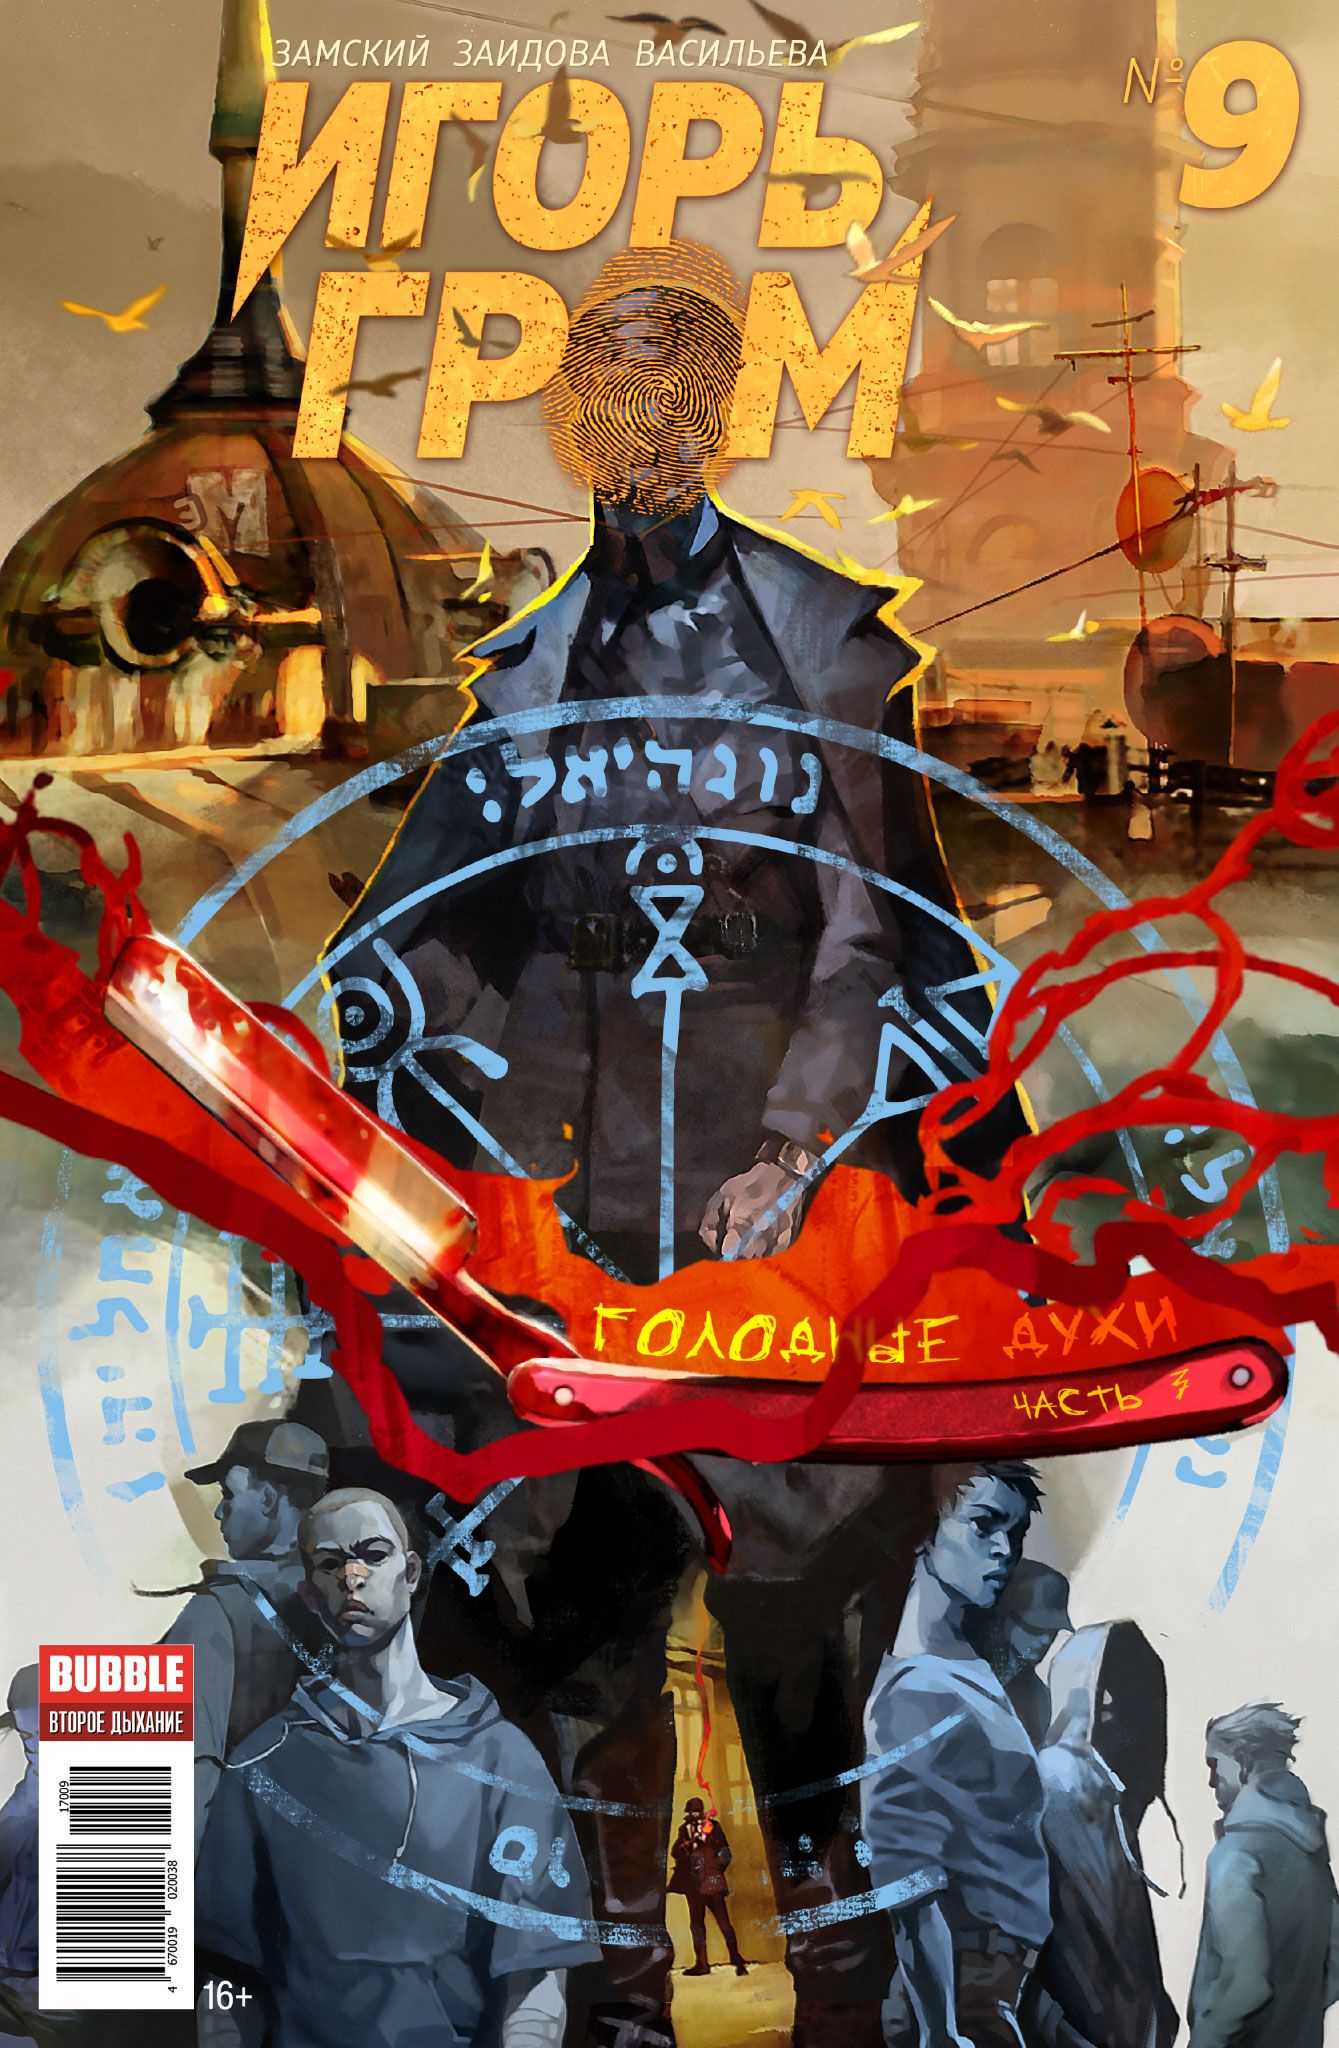 ЗАМСКИЙ ЗАИДОВА ВАСИЛЬЕВА
№9
ИГОРЬ
ГРОМ
ЭМ
נוגהיאל:
ГОЛОДНЫЕ ДУХИ
ЧАСТЬ 3
BUBBLE
ВТОРОЕ ДЫХАНИЕ
17009
4 670019 020038
16+